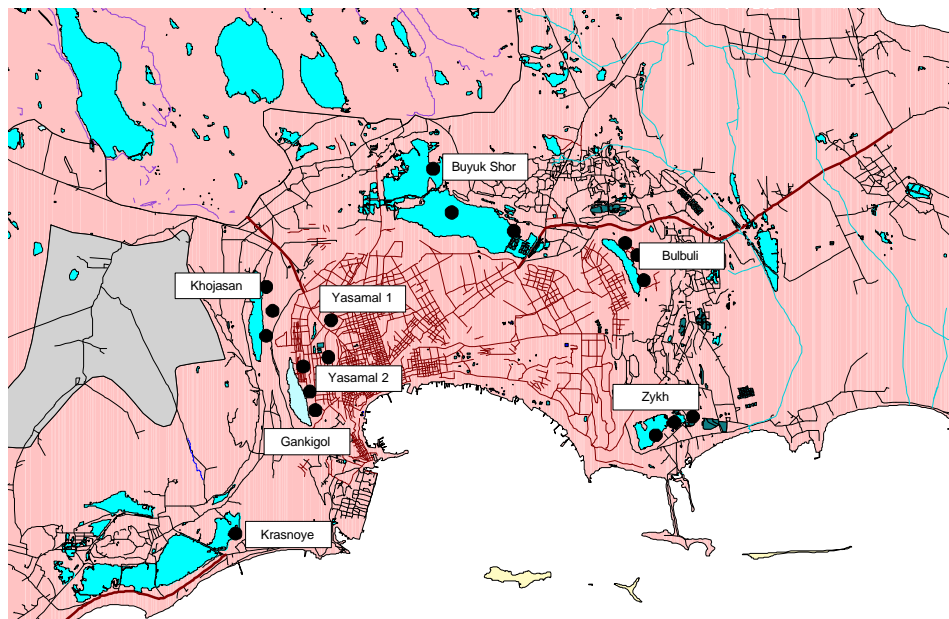 Buyuk Shor
Bulbuli
Khojasan
Yasamal 1
Yasamal 2
Zykh
Gankigol
Krasnoye